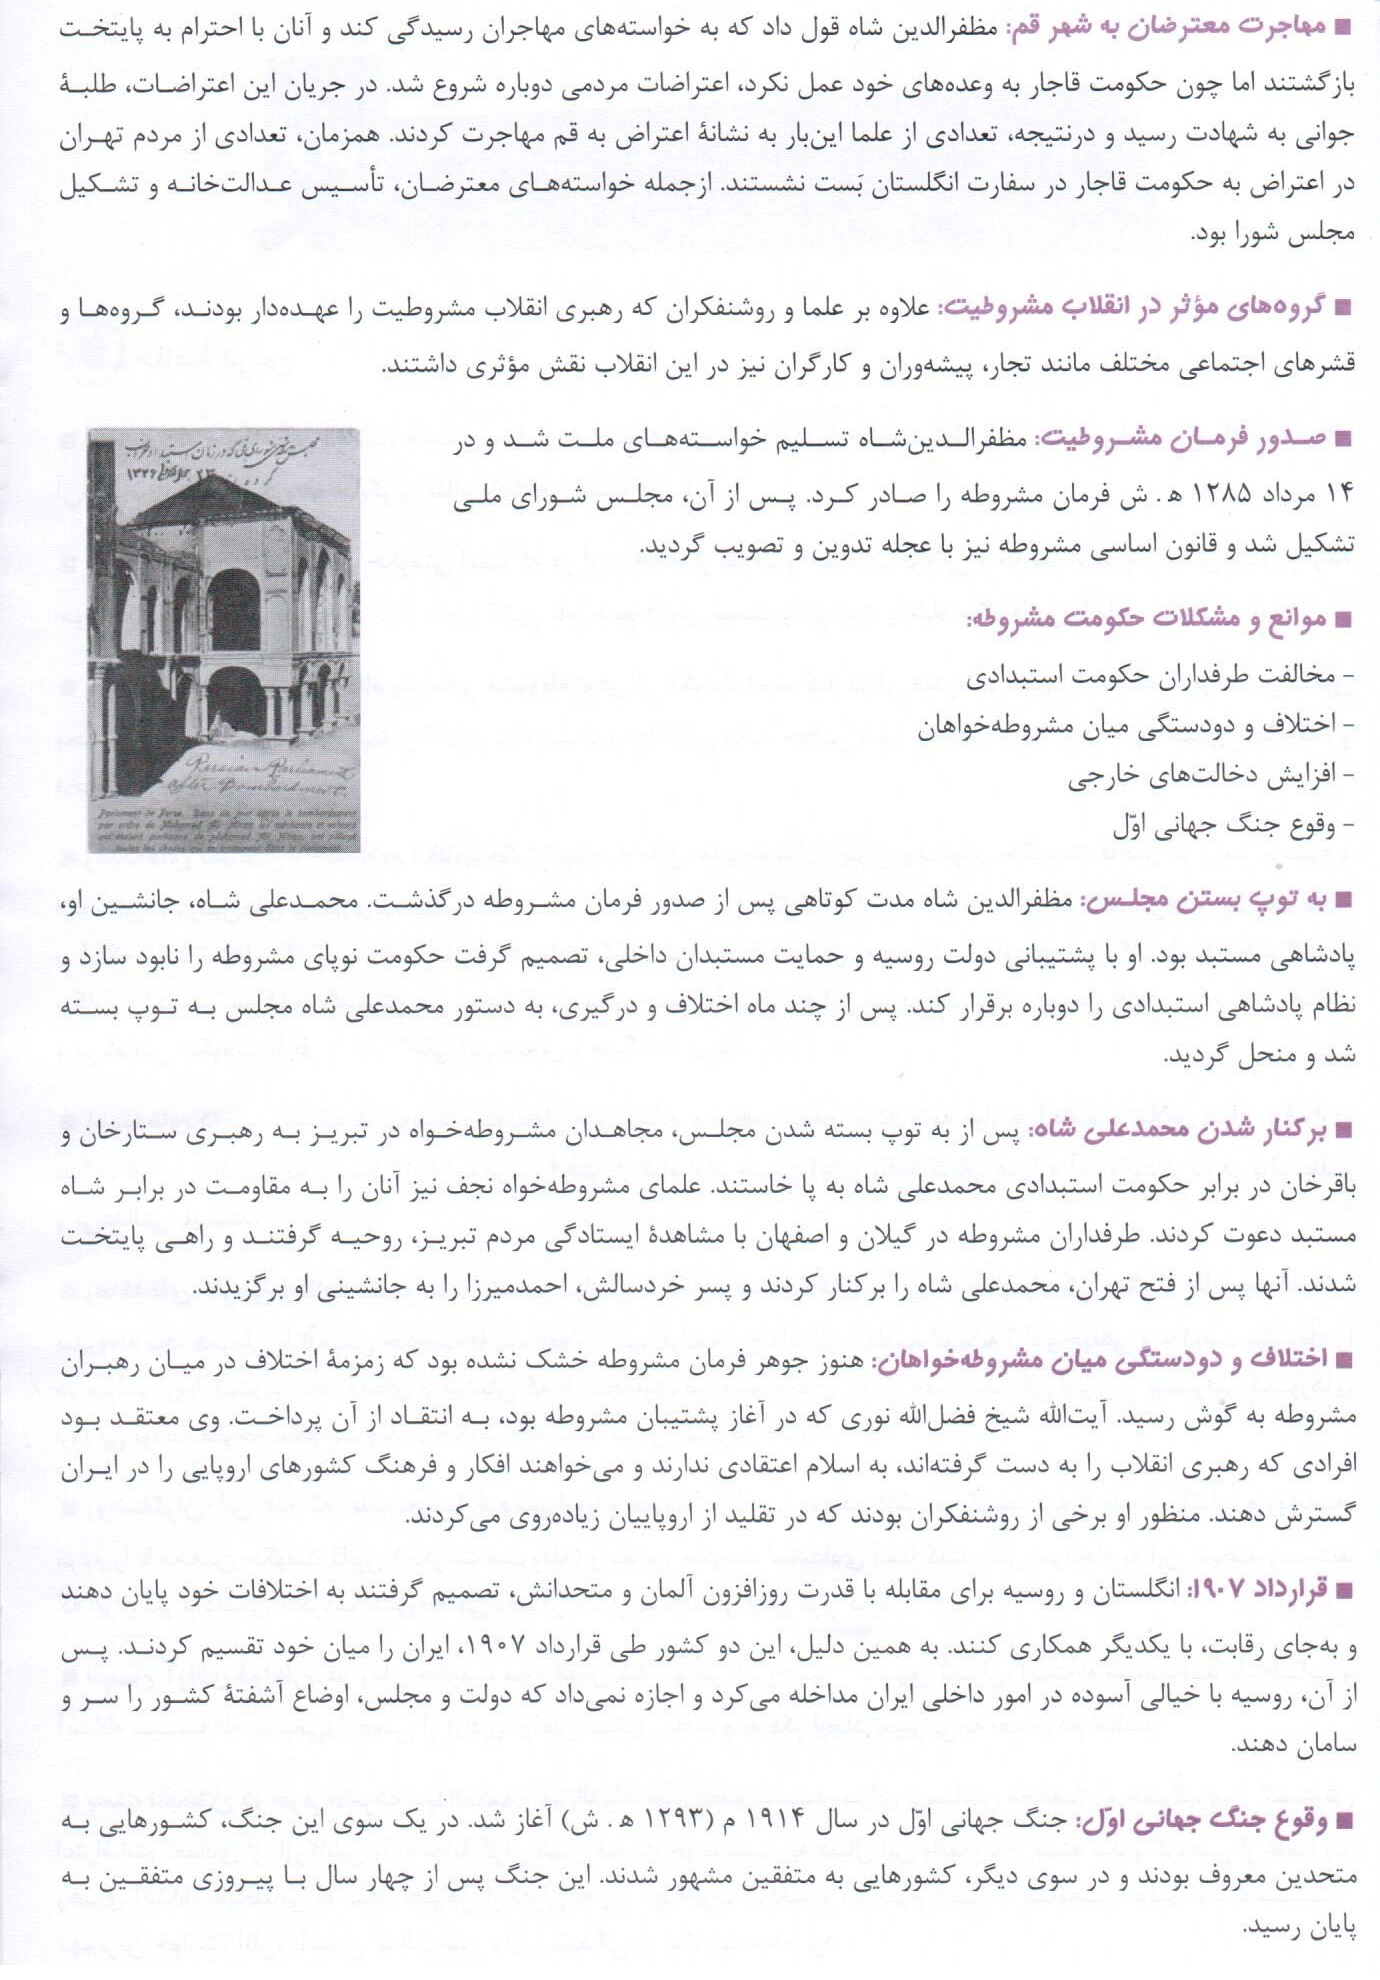 ■ مهاجرت معترضان به شهر قم: مظفرالدین شاه قول داد که به خواسته‌های مهاجران رسیدگی کند و آنان با احترام به پایتخت
بازگشتند اما چون حکومت قاجار به وعده‌های خود عمل نکرد، اعتراضات مردمی دوباره شروع شد. در جریان این اعتراضات، طلبهٔ
جوانی به شهادت رسید و درنتیجه، تعدادی از علما این‌بار به نشانهٔ اعتراض به قم مهاجرت کردند. همزمان، تعدادی از مردم تهران
در اعتراض به حکومت قاجار در سفارت انگلستان بَست نشستند. ازجمله خواسته‌های معترضان، تأسیس عدالت‌خانه و تشکیل
مجلس شورا بود.
■ گروه‌های مؤثر در انقلاب مشروطیت: علاوه بر علما و روشنفکران که رهبری انقلاب مشروطیت را عهده‌دار بودند، گروه‌ها و
قشرهای اجتماعی مختلف مانند تجار، پیشه‌وران و کارگران نیز در این انقلاب نقش مؤثری داشتند.
■ صدور فرمان مشروطیت: مظفرالدین‌شاه تسلیم خواسته‌های ملت شد و در
۱۴ مرداد ۱۲۸۵ ه‍ . ش فرمان مشروطه را صادر کرد. پس از آن، مجلس شورای ملی
تشکیل شد و قانون اساسی مشروطه نیز با عجله تدوین و تصویب گردید.
■ موانع و مشکلات حکومت مشروطه:
- مخالفت طرفداران حکومت استبدادی
- اختلاف و دودستگی میان مشروطه‌خواهان
- افزایش دخالت‌های خارجی
- وقوع جنگ جهانی اوّل
Persian Parliament
after Bombardment.
■ به توپ بستن مجلس: مظفرالدین شاه مدت کوتاهی پس از صدور فرمان مشروطه درگذشت. محمدعلی شاه، جانشین او،
پادشاهی مستبد بود. او با پشتیبانی دولت روسیه و حمایت مستبدان داخلی، تصمیم گرفت حکومت نوپای مشروطه را نابود سازد و
نظام پادشاهی استبدادی را دوباره برقرار کند. پس از چند ماه اختلاف و درگیری، به دستور محمدعلی شاه مجلس به توپ بسته
شد و منحل گردید.
■ برکنار شدن محمدعلی شاه: پس از به توپ بسته شدن مجلس، مجاهدان مشروطه‌خواه در تبریز به رهبری ستارخان و
باقرخان در برابر حکومت استبدادی محمدعلی شاه به پا خاستند. علمای مشروطه‌خواه نجف نیز آنان را به مقاومت در برابر شاه
مستبد دعوت کردند. طرفداران مشروطه در گیلان و اصفهان با مشاهدهٔ ایستادگی مردم تبریز، روحیه گرفتند و راهی پایتخت
شدند. آنها پس از فتح تهران، محمدعلی شاه را برکنار کردند و پسر خردسالش، احمدمیرزا را به جانشینی او برگزیدند.
■ اختلاف و دودستگی میان مشروطه‌خواهان: هنوز جوهر فرمان مشروطه خشک نشده بود که زمزمهٔ اختلاف در میان رهبران
مشروطه به گوش رسید. آیت‌الله شیخ فضل‌الله نوری که در آغاز پشتیبان مشروطه بود، به انتقاد از آن پرداخت. وی معتقد بود
افرادی که رهبری انقلاب را به دست گرفته‌اند، به اسلام اعتقادی ندارند و می‌خواهند افکار و فرهنگ کشورهای اروپایی را در ایران
گسترش دهند. منظور او برخی از روشنفکران بودند که در تقلید از اروپاییان زیاده‌روی می‌کردند.
■ قرارداد ۱۹۰۷: انگلستان و روسیه برای مقابله با قدرت روزافزون آلمان و متحدانش، تصمیم گرفتند به اختلافات خود پایان دهند
و به‌جای رقابت، با یکدیگر همکاری کنند. به همین دلیل، این دو کشور طی قرارداد ۱۹۰۷، ایران را میان خود تقسیم کردند. پس
از آن، روسیه با خیالی آسوده در امور داخلی ایران مداخله می‌کرد و اجازه نمی‌داد که دولت و مجلس، اوضاع آشفتهٔ کشور را سر و
سامان دهند.
■ وقوع جنگ جهانی اوّل: جنگ جهانی اوّل در سال ۱۹۱۴ م (۱۲۹۳ ه‍ . ش) آغاز شد. در یک سوی این جنگ، کشورهایی به
متحدین معروف بودند و در سوی دیگر، کشورهایی به متفقین مشهور شدند. این جنگ پس از چهار سال با پیروزی متفقین به
پایان رسید.